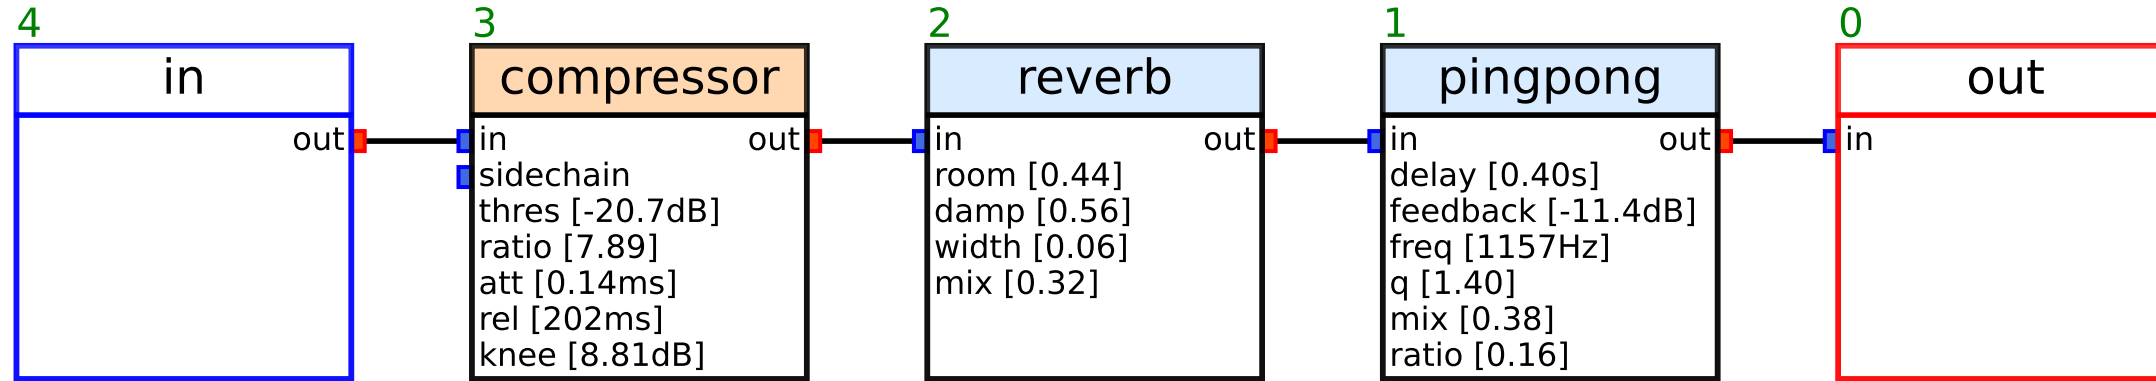 4
in
out
3
compressor
in out
sidechain
thres [-20.7dB]
ratio [7.89]
att [0.14ms]
rel [202ms]
knee [8.81dB]
2
reverb
in out
room [0.44]
damp [0.56]
width [0.06]
mix [0.32]
1
pingpong
in out
delay [0.40s]
feedback [-11.4dB]
freq [1157Hz]
q [1.40]
mix [0.38]
ratio [0.16]
0
out
in